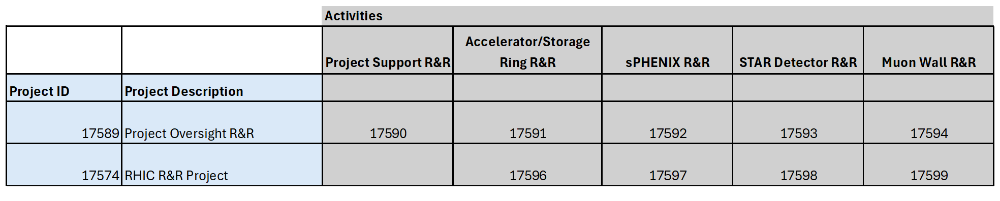 Activities
Project Support R&R Accelerator/Storage Ring R&R sPHENIX R&R STAR Detector R&R Muon Wall R&R
Project ID Project Description
17589 Project Oversight R&R 17590 17591 17592 17593 17594
17574 RHIC R&R Project 17596 17597 17598 17599